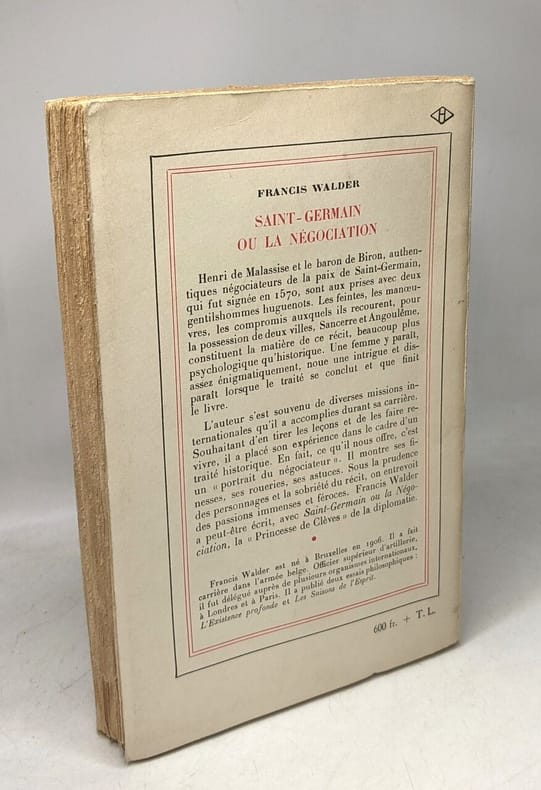 FRANCIS WALDER
SAINT-GERMAIN
OU LA NÉGOCIATION
Henri de Malassise et le baron de Biron, authen-
tiques négociateurs de la paix de Saint-Germain,
qui fut signée en 1570, sont aux prises avec deux
gentilshommes huguenots. Les feintes, les manœu-
vres, les compromis auxquels ils recourent, pour
la possession de deux villes, Sancerre et Angoulême,
constituent la matière de ce récit, beaucoup plus
psychologique qu'historique. Une femme y paraît,
assez énigmatiquement, noue une intrigue et dis-
paraît lorsque le traité se conclut et que finit
le livre.
L'auteur s'est souvenu de diverses missions in-
ternationales qu'il a accomplies durant sa carrière.
Souhaitant d'en tirer les leçons et de les faire re-
vivre, il a placé son expérience dans le cadre d'un
traité historique. En fait, ce qu'il nous offre, c'est
un « portrait du négociateur ». Il montre ses fi-
nesses, ses roueries, ses astuces. Sous la prudence
des personnages et la sobriété du récit, on entrevoit
des passions immenses et féroces. Francis Walder
a peut-être écrit, avec Saint-Germain ou la Négo-
ciation, la « Princesse de Clèves » de la diplomatie.
Francis Walder est né à Bruxelles en 1906. Il a fait
carrière dans l'armée belge. Officier supérieur d'artillerie,
il fut délégué auprès de plusieurs organismes internationaux,
à Londres et à Paris. Il a publié deux essais philosophiques :
L'Existence profonde et Les Saisons de l'Esprit.
600 fr. + T. L.